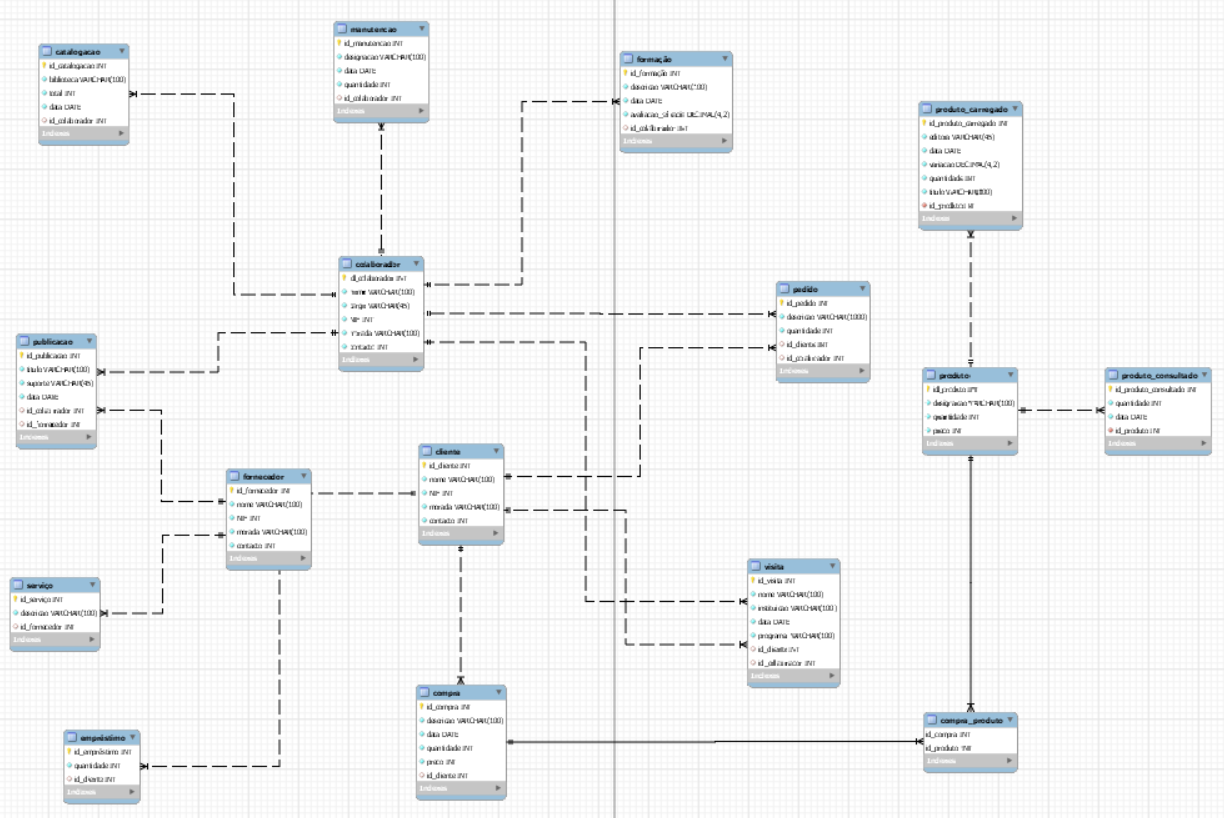 manutencao
id_manutencao INT
designacao VARCHAR(100)
data DATE
quantidade INT
id_colaborador INT
Indexes
catalogacao
id_catalogacao INT
biblioteca VARCHAR(100)
total INT
data DATE
id_colaborador INT
Indexes
formação
id_formação INT
descricao VARCHAR(100)
data DATE
DECIMAL(4,2)
id_colaborador INT
Indexes
produto_carregado
id_produto_carregado INT
editora VARCHAR(45)
data DATE
variacao DECIMAL(4,2)
quantidade INT
titulo VARCHAR(100)
id_produto INT
Indexes
colaborador
id_colaborador INT
nome VARCHAR(100)
cargo VARCHAR(45)
NIF INT
morada VARCHAR(100)
contacto INT
Indexes
pedido
id_pedido INT
descricao VARCHAR(1000)
quantidade INT
id_cliente INT
id_colaborador INT
Indexes
publicacao
id_publicacao INT
titulo VARCHAR(100)
suporte VARCHAR(45)
data DATE
id_colaborador INT
id_fornecedor INT
Indexes
produto
id_produto INT
designacao VARCHAR(100)
quantidade INT
preco INT
Indexes
produto_consultado
id_produto_consultado INT
quantidade INT
data DATE
id_produto INT
Indexes
cliente
id_cliente INT
nome VARCHAR(100)
NIF INT
morada VARCHAR(100)
contacto INT
Indexes
fornecedor
id_fornecedor INT
nome VARCHAR(100)
NIF INT
morada VARCHAR(100)
contacto INT
Indexes
visita
id_visita INT
nome VARCHAR(100)
instituicao VARCHAR(100)
data DATE
programa VARCHAR(100)
id_cliente INT
id_colaborador INT
Indexes
serviço
id_serviço INT
descricao VARCHAR(100)
id_fornecedor INT
Indexes
compra
id_compra INT
descricao VARCHAR(100)
data DATE
quantidade INT
preco INT
id_cliente INT
Indexes
compra_produto
id_compra INT
id_produto INT
Indexes
empréstimo
id_empréstimo INT
quantidade INT
id_cliente INT
Indexes